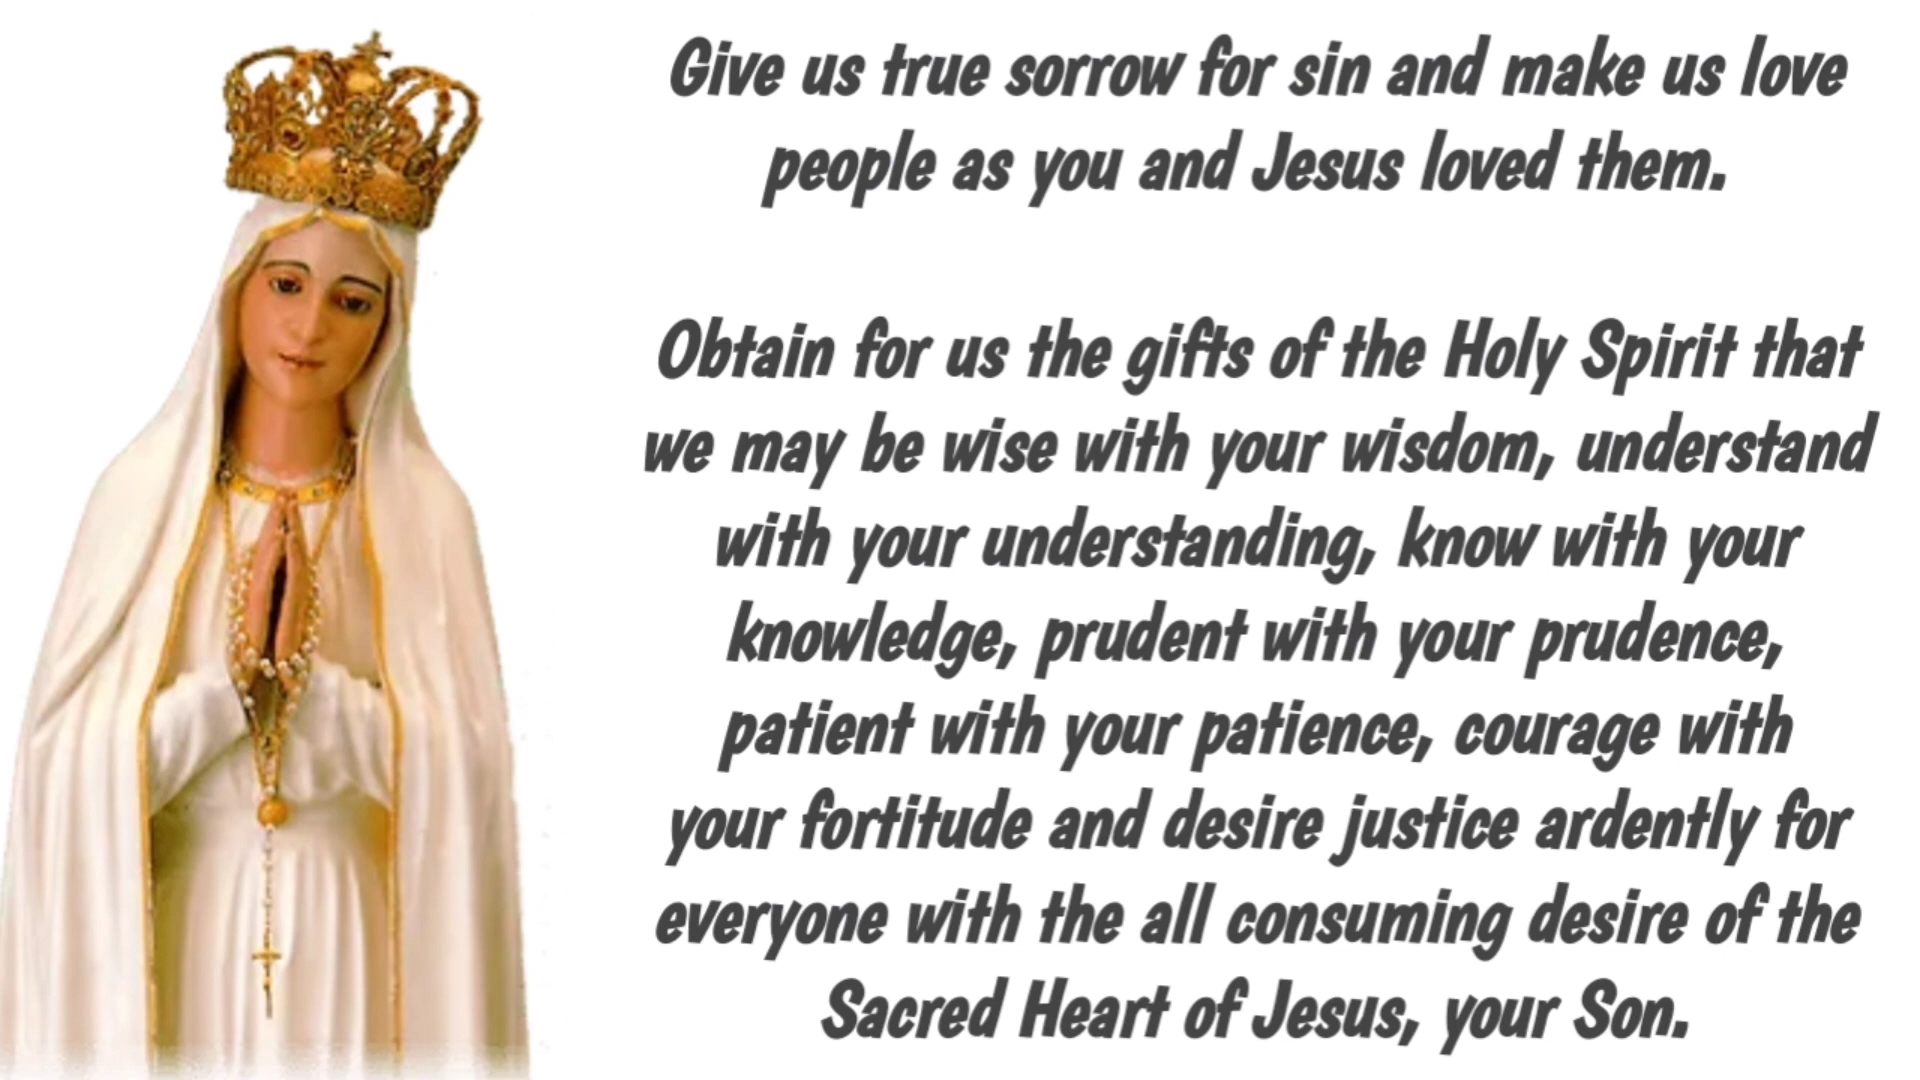 Give us true sorrow for sin and make us love
people as you and Jesus loved them.
Obtain for us the gifts of the Holy Spirit that
we may be wise with your wisdom, understand
with your understanding, know with your
knowledge, prudent with your prudence,
patient with your patience, courage with
your fortitude and desire justice ardently for
everyone with the all consuming desire of the
Sacred Heart of Jesus, your Son.